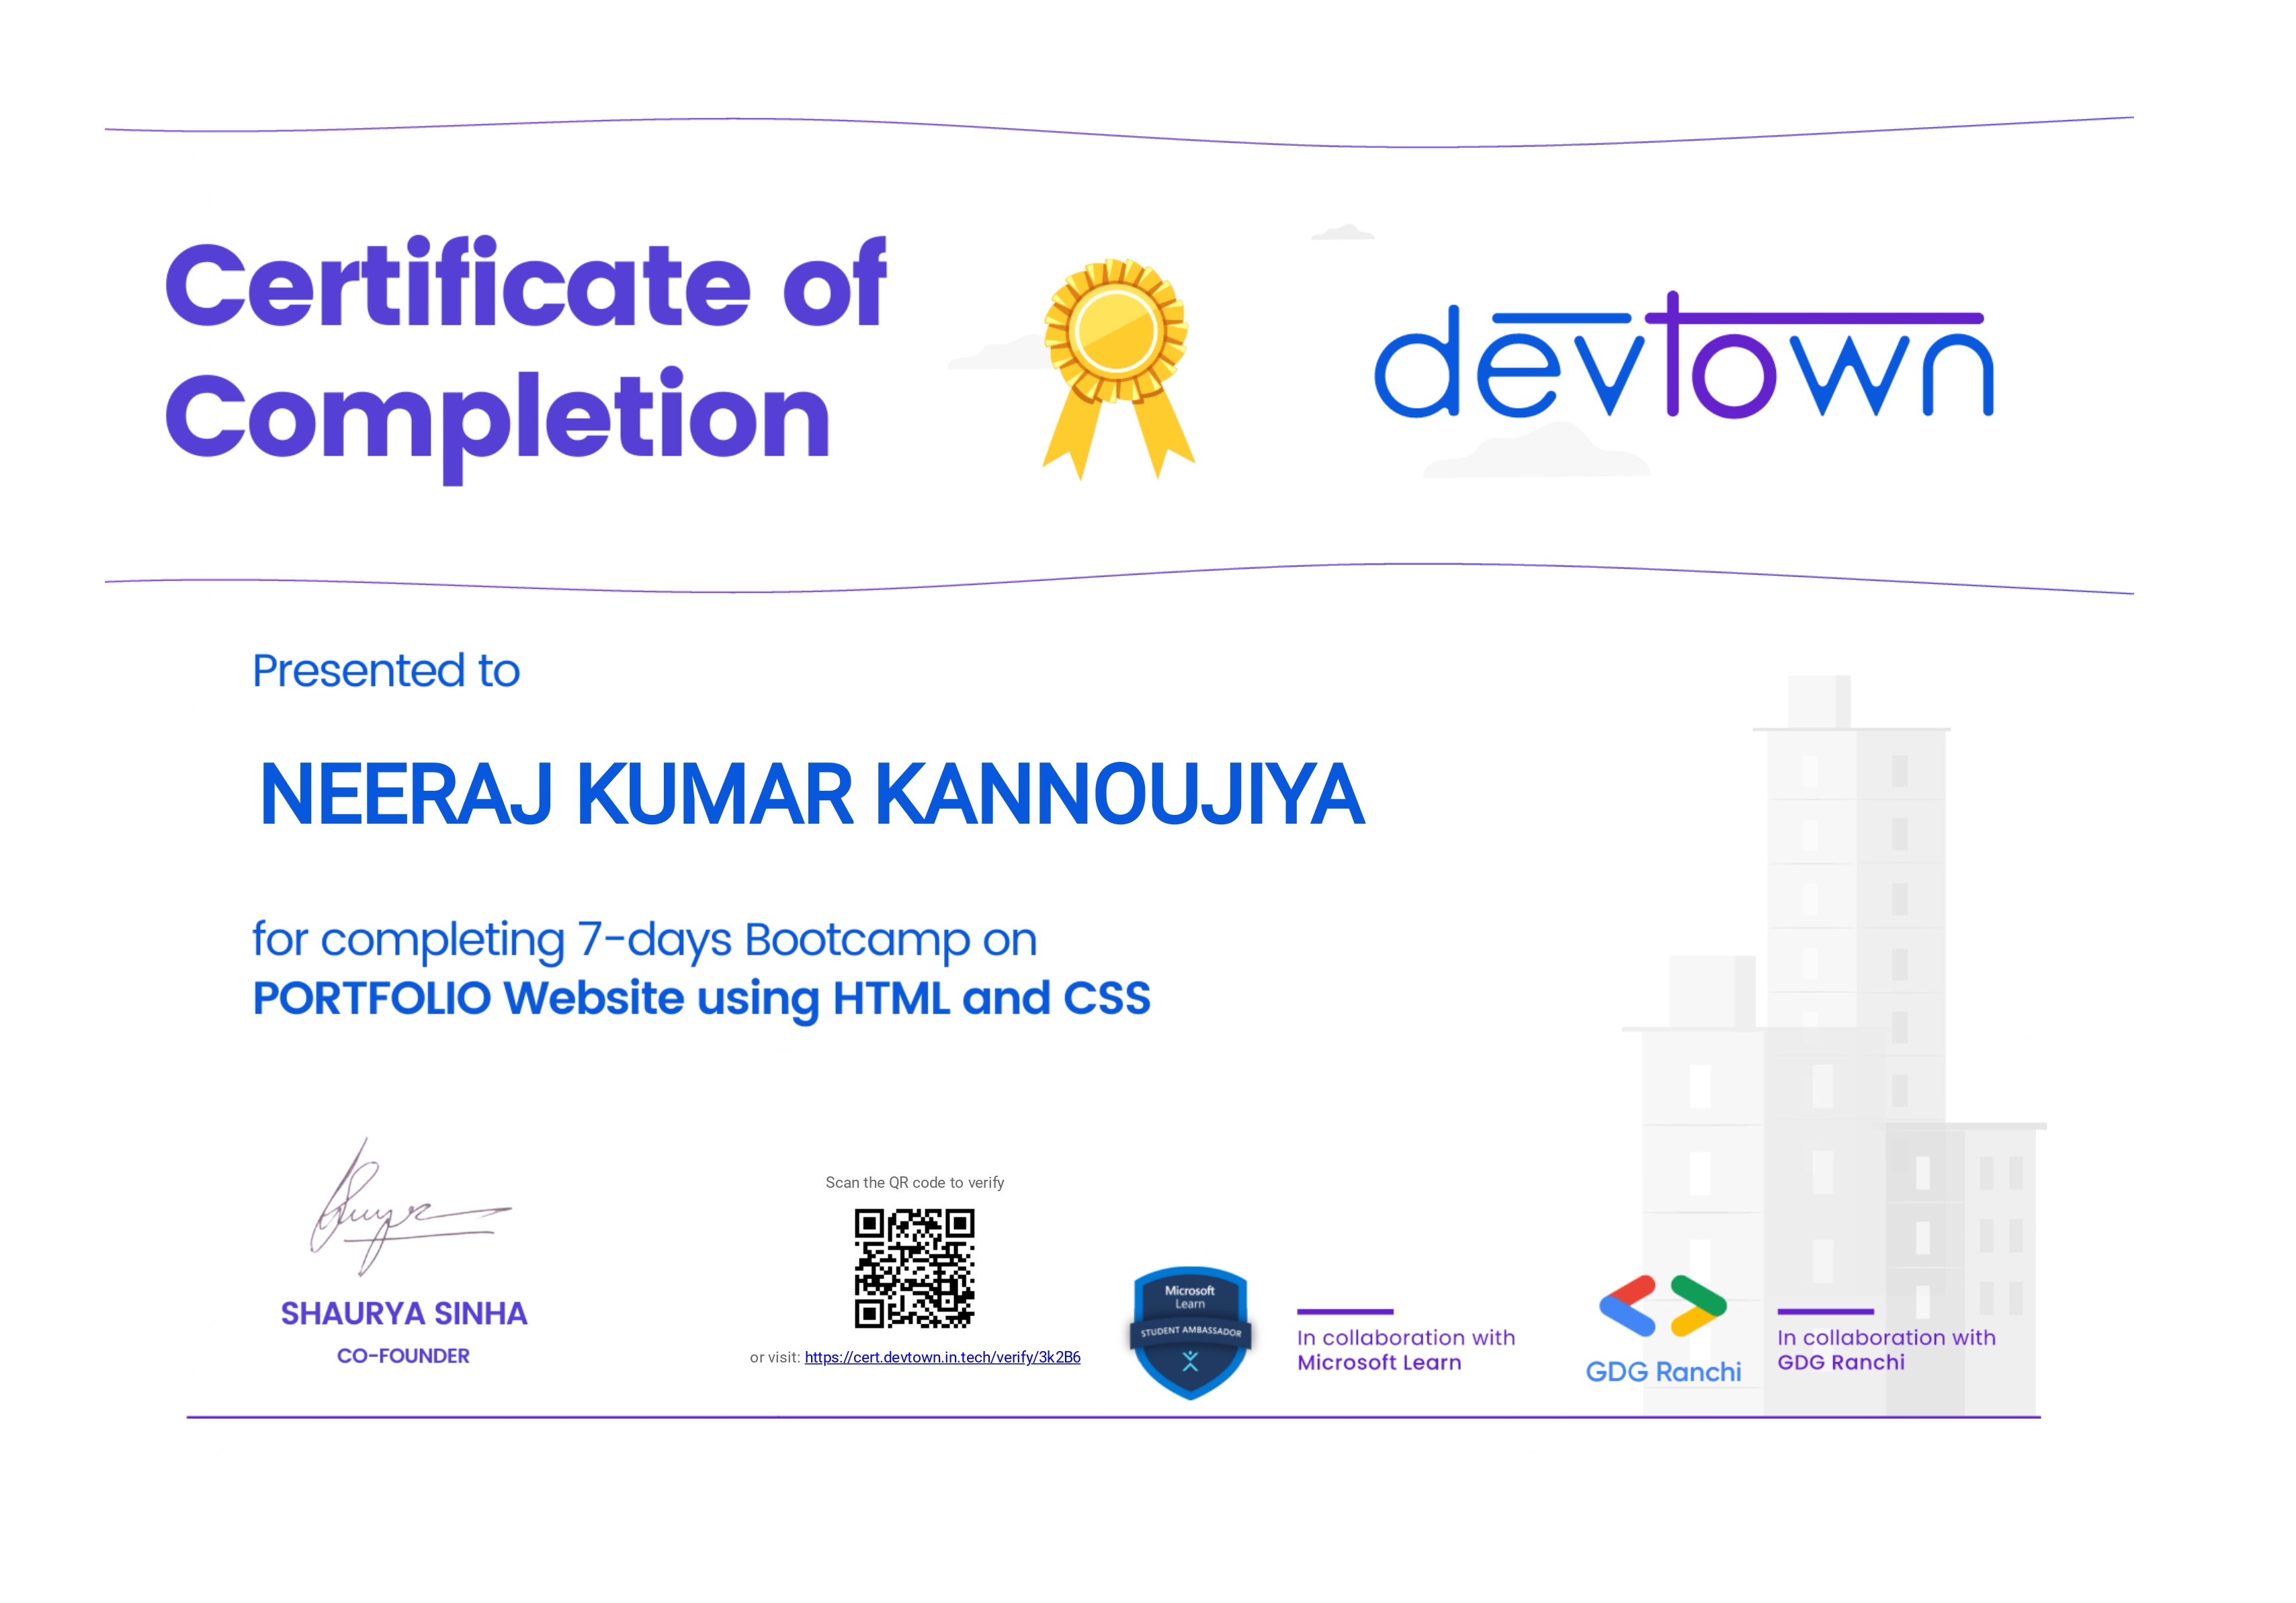 Certificate of
Completion
devtown
Presented to
NEERAJ KUMAR KANNOUJIYA
for completing 7-days Bootcamp on
PORTFOLIO Website using HTML and CSS
SHAURYA SINHA
CO-FOUNDER
Scan the QR code to verify
or visit: https://cert.devtown.in.tech/verify/3k2B6
Microsoft
Learn
STUDENT AMBASSADOR
In collaboration with
Microsoft Learn
GDG Ranchi
In collaboration with
GDG Ranchi